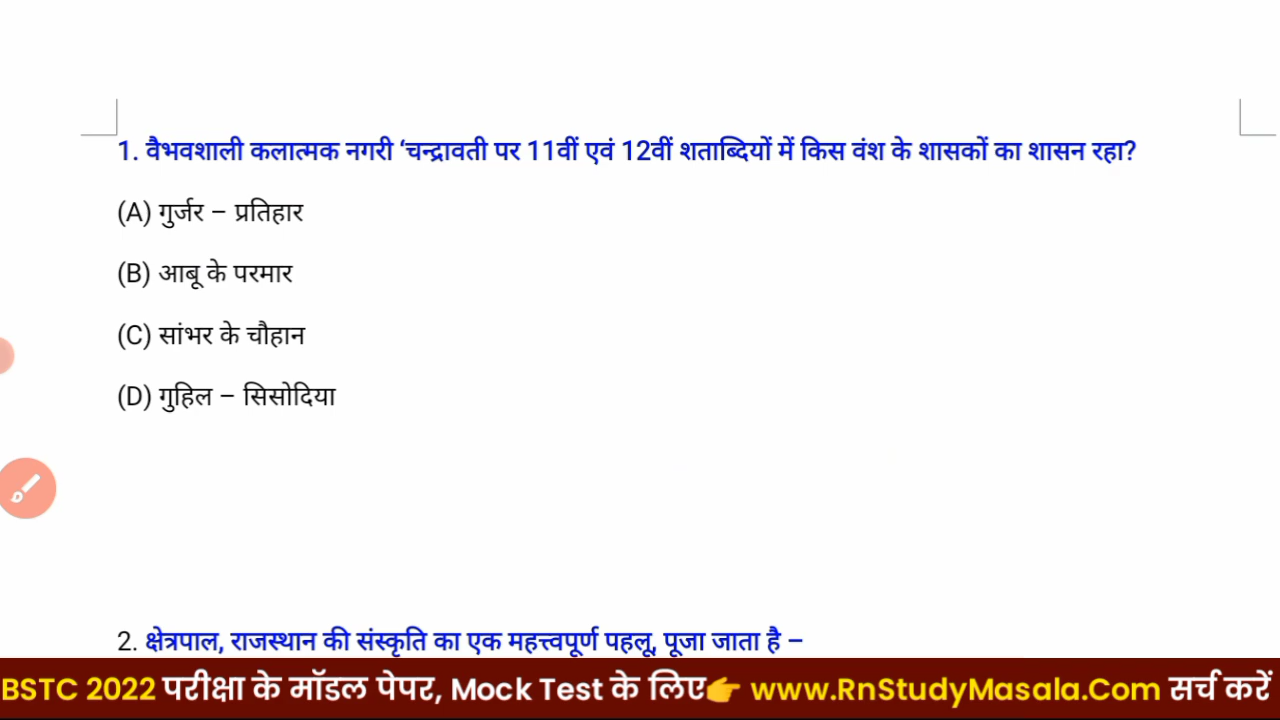 1. वैभवशाली कलात्मक नगरी ‘चन्द्रावती पर 11वीं एवं 12वीं शताब्दियों में किस वंश के शासकों का शासन रहा?
(A) गुर्जर – प्रतिहार
(B) आबू के परमार
(C) सांभर के चौहान
(D) गुहिल – सिसोदिया
2. क्षेत्रपाल, राजस्थान की संस्कृति का एक महत्त्वपूर्ण पहलू, पूजा जाता है –
BSTC 2022 परीक्षा के मॉडल पेपर, Mock Test के लिए👉 www.RnStudyMasala.Com सर्च करें